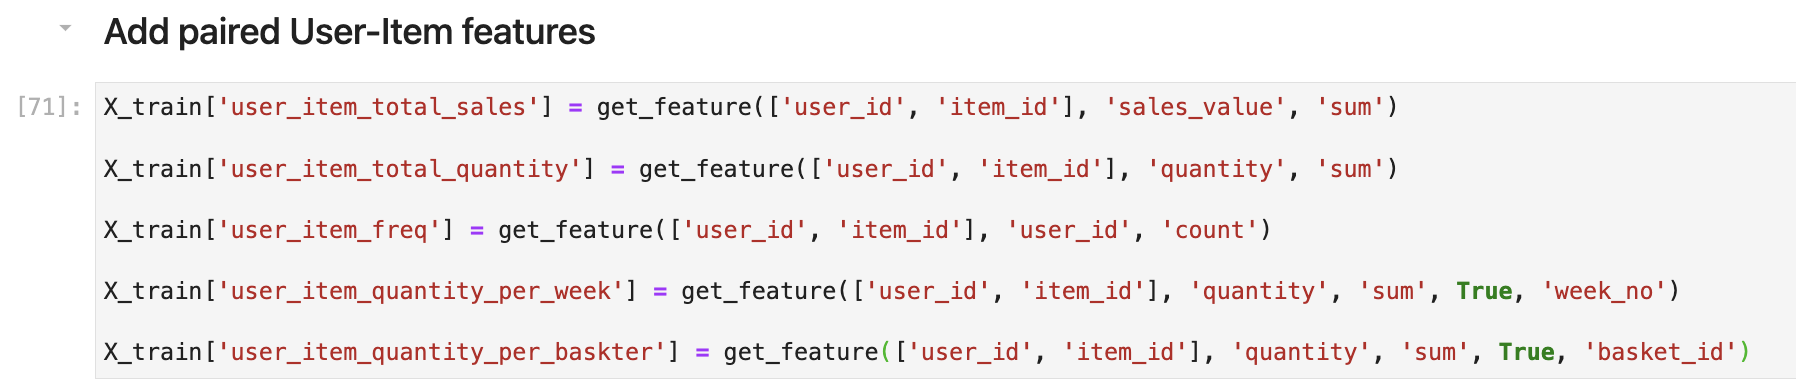 Add paired User-Item features
[71]:
X_train['user_item_total_sales'] = get_feature(['user_id', 'item_id'], 'sales_value', 'sum')
X_train['user_item_total_quantity'] = get_feature(['user_id', 'item_id'], 'quantity', 'sum')
X_train['user_item_freq'] = get_feature(['user_id', 'item_id'], 'user_id', 'count')
X_train['user_item_quantity_per_week'] = get_feature(['user_id', 'item_id'], 'quantity', 'sum', True, 'week_no')
X_train['user_item_quantity_per_baskter'] = get_feature(['user_id', 'item_id'], 'quantity', 'sum', True, 'basket_id')